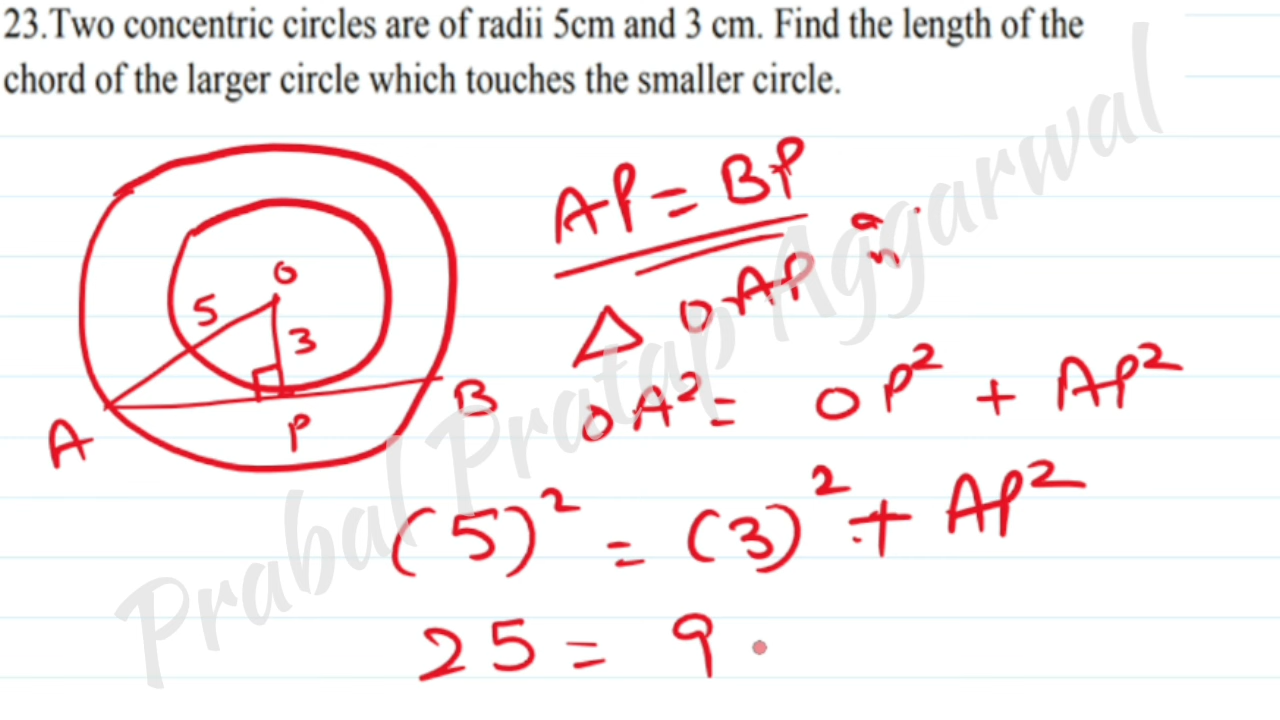 23.Two concentric circles are of radii 5cm and 3 cm. Find the length of the
chord of the larger circle which touches the smaller circle.
AP = BP
O
5
3
A
P
B
△ OAP
OA² = OP² + AP²
(5)² = (3)² + AP²
25 = 9
Prabal Pratap Aggarwal